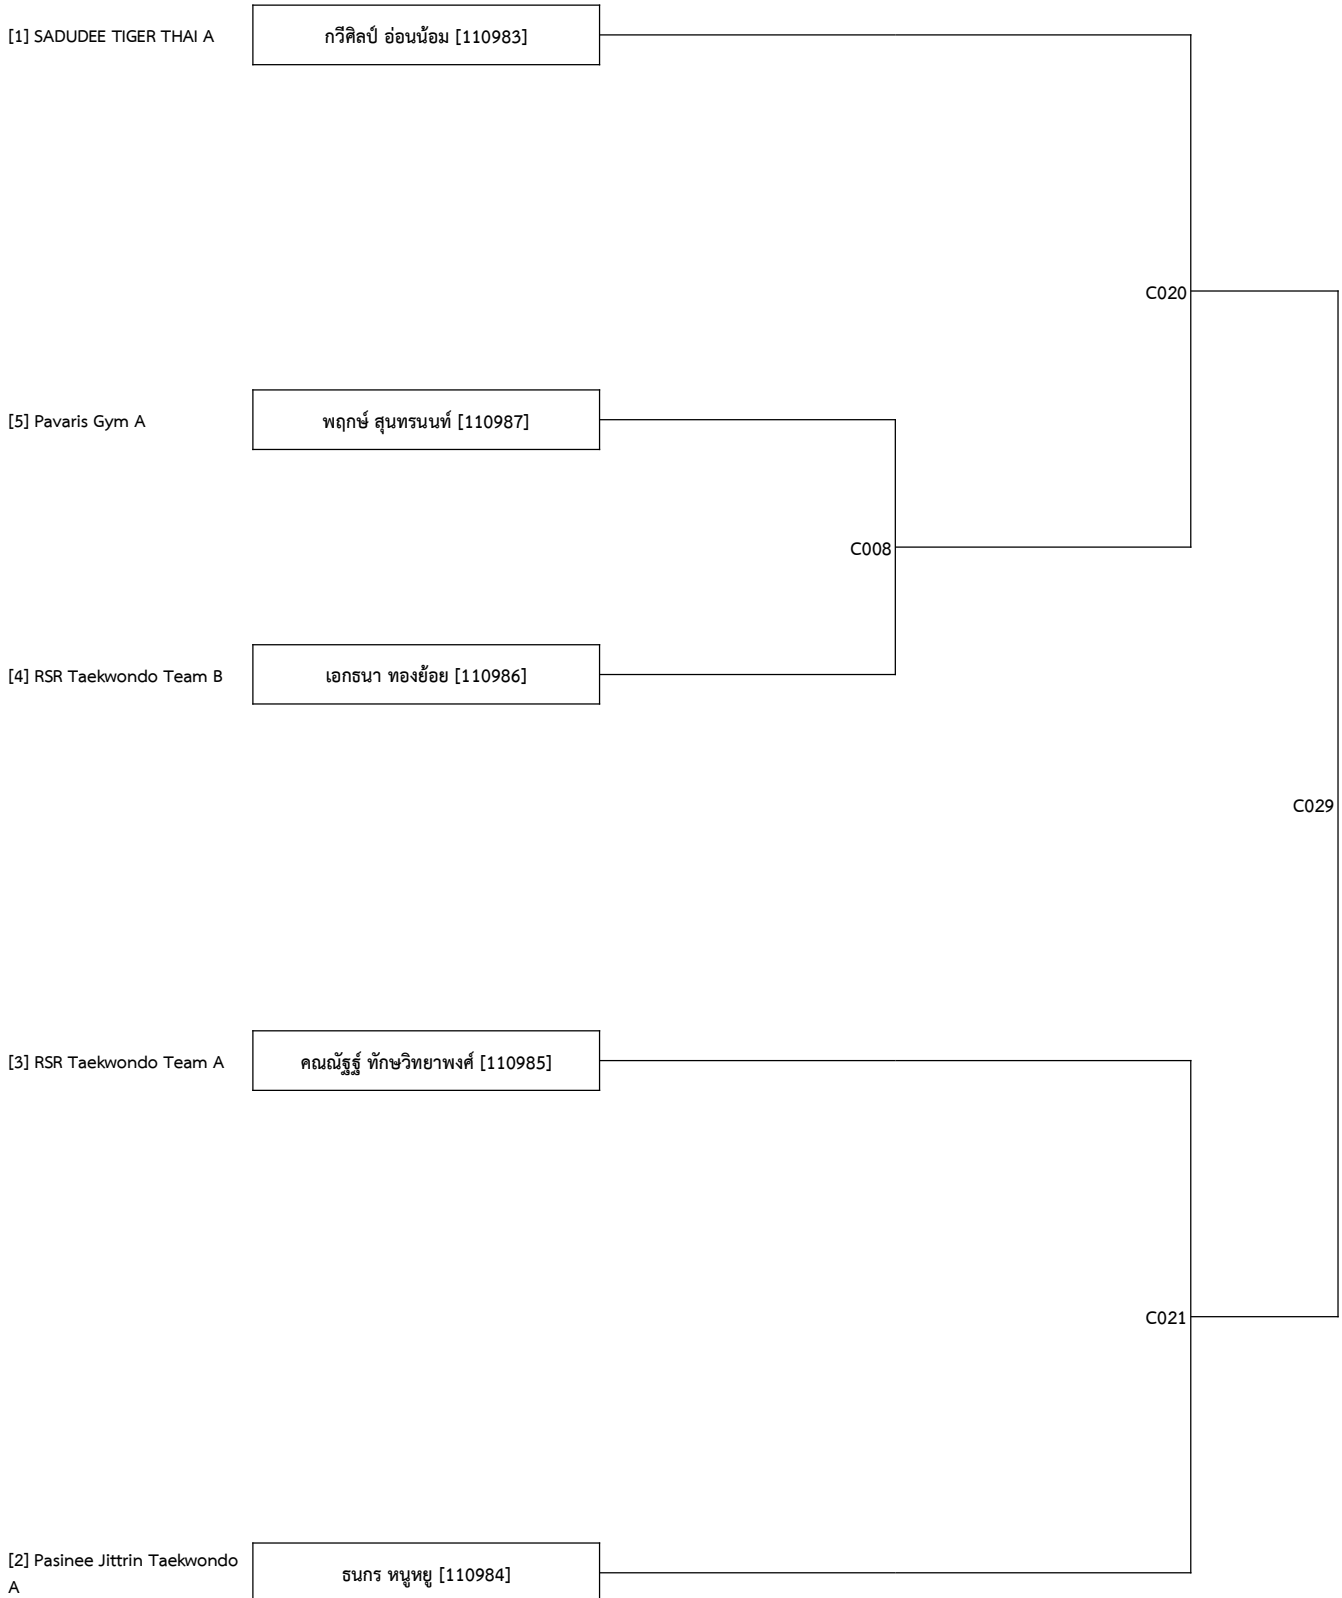 [1] SADUDEE TIGER THAI A
กวีศิลป์ อ่อนน้อม [110983]
C020
[5] Pavaris Gym A
พฤกษ์ สุนทรนนท์ [110987]
C008
[4] RSR Taekwondo Team B
เอกธนา ทองย้อย [110986]
C029
[3] RSR Taekwondo Team A
คณณัฐฐ์ ทักษวิทยาพงศ์ [110985]
C021
[2] Pasinee Jittrin Taekwondo
A
ธนกร หนูหยู [110984]